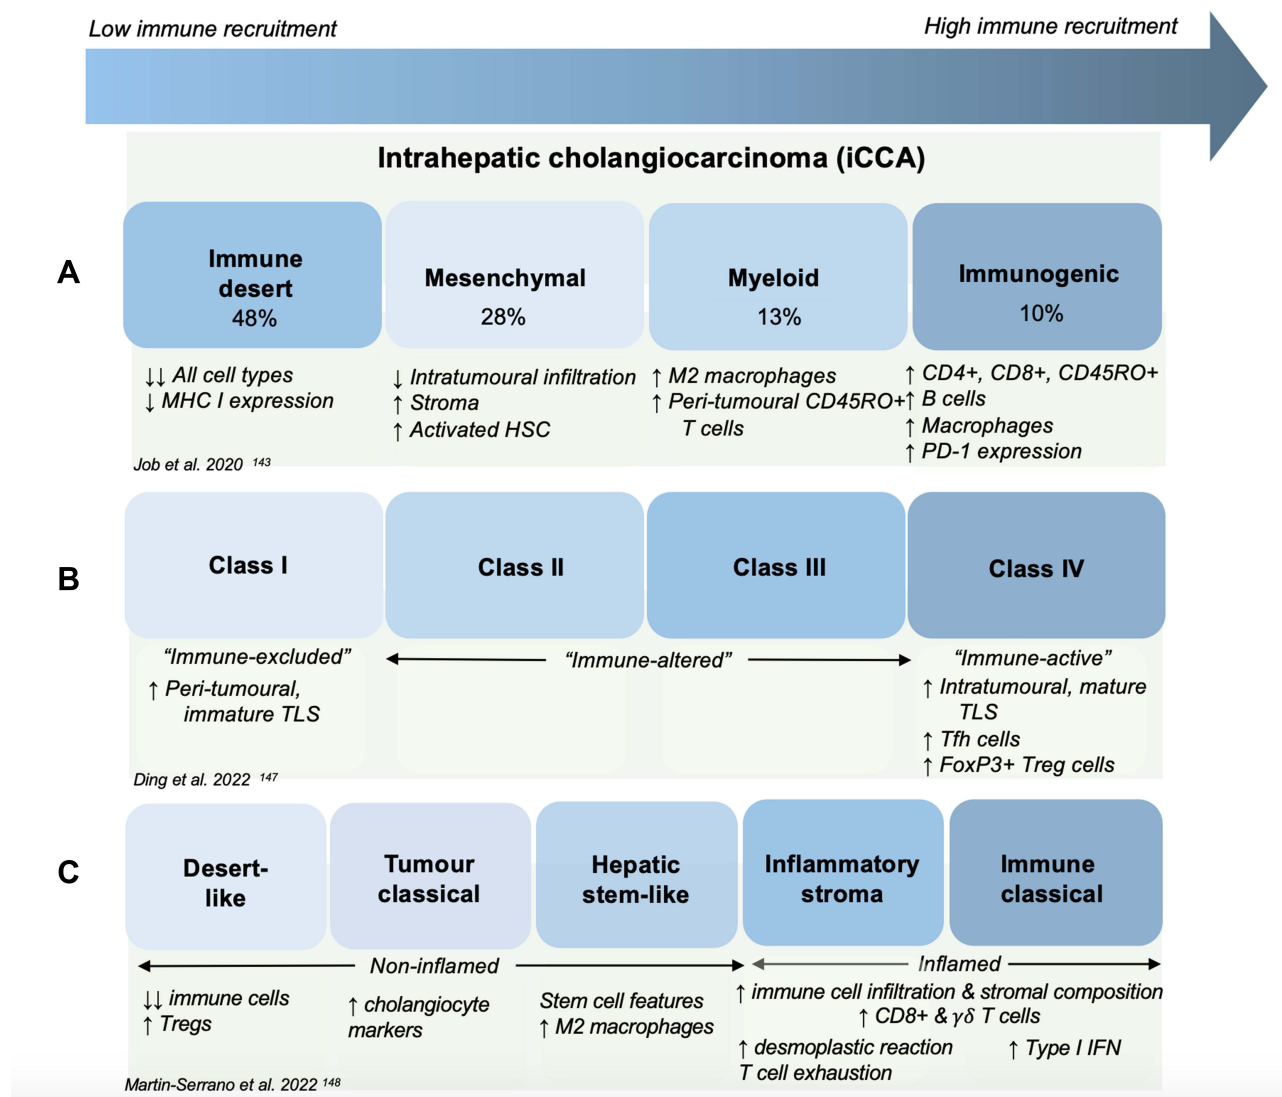 Low immune recruitment
High immune recruitment
Intrahepatic cholangiocarcinoma (iCCA)
A
Immune
desert
48%
Mesenchymal
28%
Myeloid
13%
Immunogenic
10%
↓↓ All cell types
↓ MHC I expression
↓ Intratumoural infiltration
↑ Stroma
↑ Activated HSC
↑ M2 macrophages
↑ Peri-tumoural CD45RO+
T cells
↑ CD4+, CD8+, CD45RO+
↑ B cells
↑ Macrophages
↑ PD-1 expression
Job et al. 2020 143
B
Class I
Class II
Class III
Class IV
“Immune-excluded”
↑ Peri-tumoural,
immature TLS
“Immune-altered”
“Immune-active”
↑ Intratumoural, mature
TLS
↑ Tfh cells
↑ FoxP3+ Treg cells
Ding et al. 2022 147
C
Desert-
like
Tumour
classical
Hepatic
stem-like
Inflammatory
stroma
Immune
classical
Non-inflamed
Inflamed
↓↓ immune cells
↑ Tregs
↑ cholangiocyte
markers
Stem cell features
↑ M2 macrophages
↑ immune cell infiltration & stromal composition
↑ CD8+ & γδ T cells
↑ desmoplastic reaction
T cell exhaustion
↑ Type I IFN
Martin-Serrano et al. 2022 148